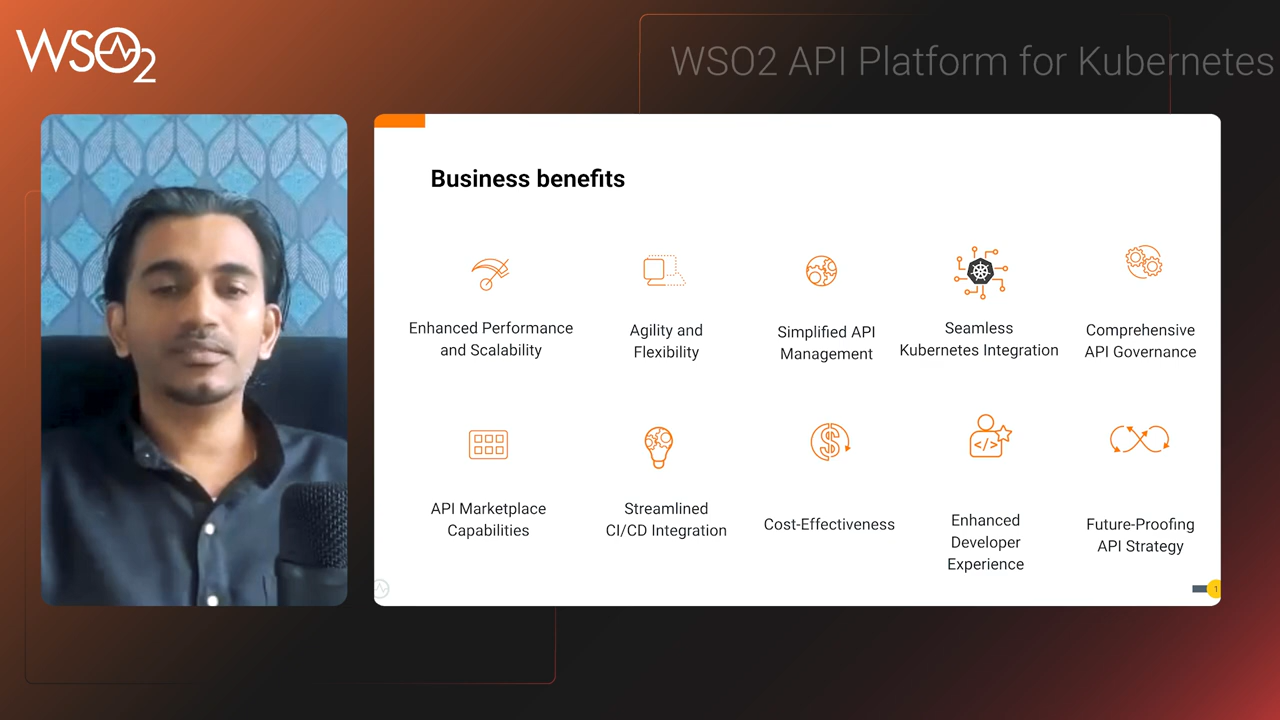 WSO2
WSO2 API Platform for Kubernetes
Business benefits
Enhanced Performance
and Scalability
Agility and
Flexibility
Simplified API
Management
Seamless
Kubernetes Integration
Comprehensive
API Governance
API Marketplace
Capabilities
Streamlined
CI/CD Integration
Cost-Effectiveness
Enhanced
Developer
Experience
Future-Proofing
API Strategy
1